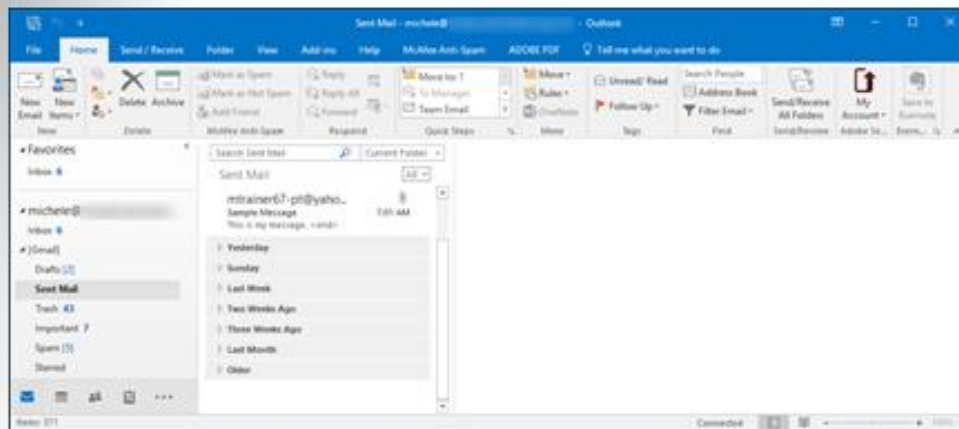 Sent Mail - michele@ - Outlook
File Home Send / Receive Folder View Add-ins Help McAfee Anti-Spam ADOBE PDF Tell me what you want to do
New Email
New Items
Delete
Archive
Mark as Spam
Mark as Not Spam
Add Friend
Reply
Reply All
Forward
Move to: ?
To Manager
Team Email
Move
Rules
OneNote
Unread/ Read
Follow Up
Search People
Address Book
Filter Email
Send/Receive All Folders
My Account
Save to Evernote
New Delete McAfee Anti-Spam Respond Quick Steps Move Tags Find Send/Receive Adobe Se...
Favorites
Inbox 6
michele@
Inbox 6
[Gmail]
Drafts [2]
Sent Mail
Trash 43
Important 7
Spam [5]
Starred
Search Sent Mail Current Folder
Sent Mail All
mtrainer67-pt@yaho...
Sample Message 7:05 AM
This is my message. <end>
Yesterday
Sunday
Last Week
Two Weeks Ago
Three Weeks Ago
Last Month
Older
Items: 371
Connected